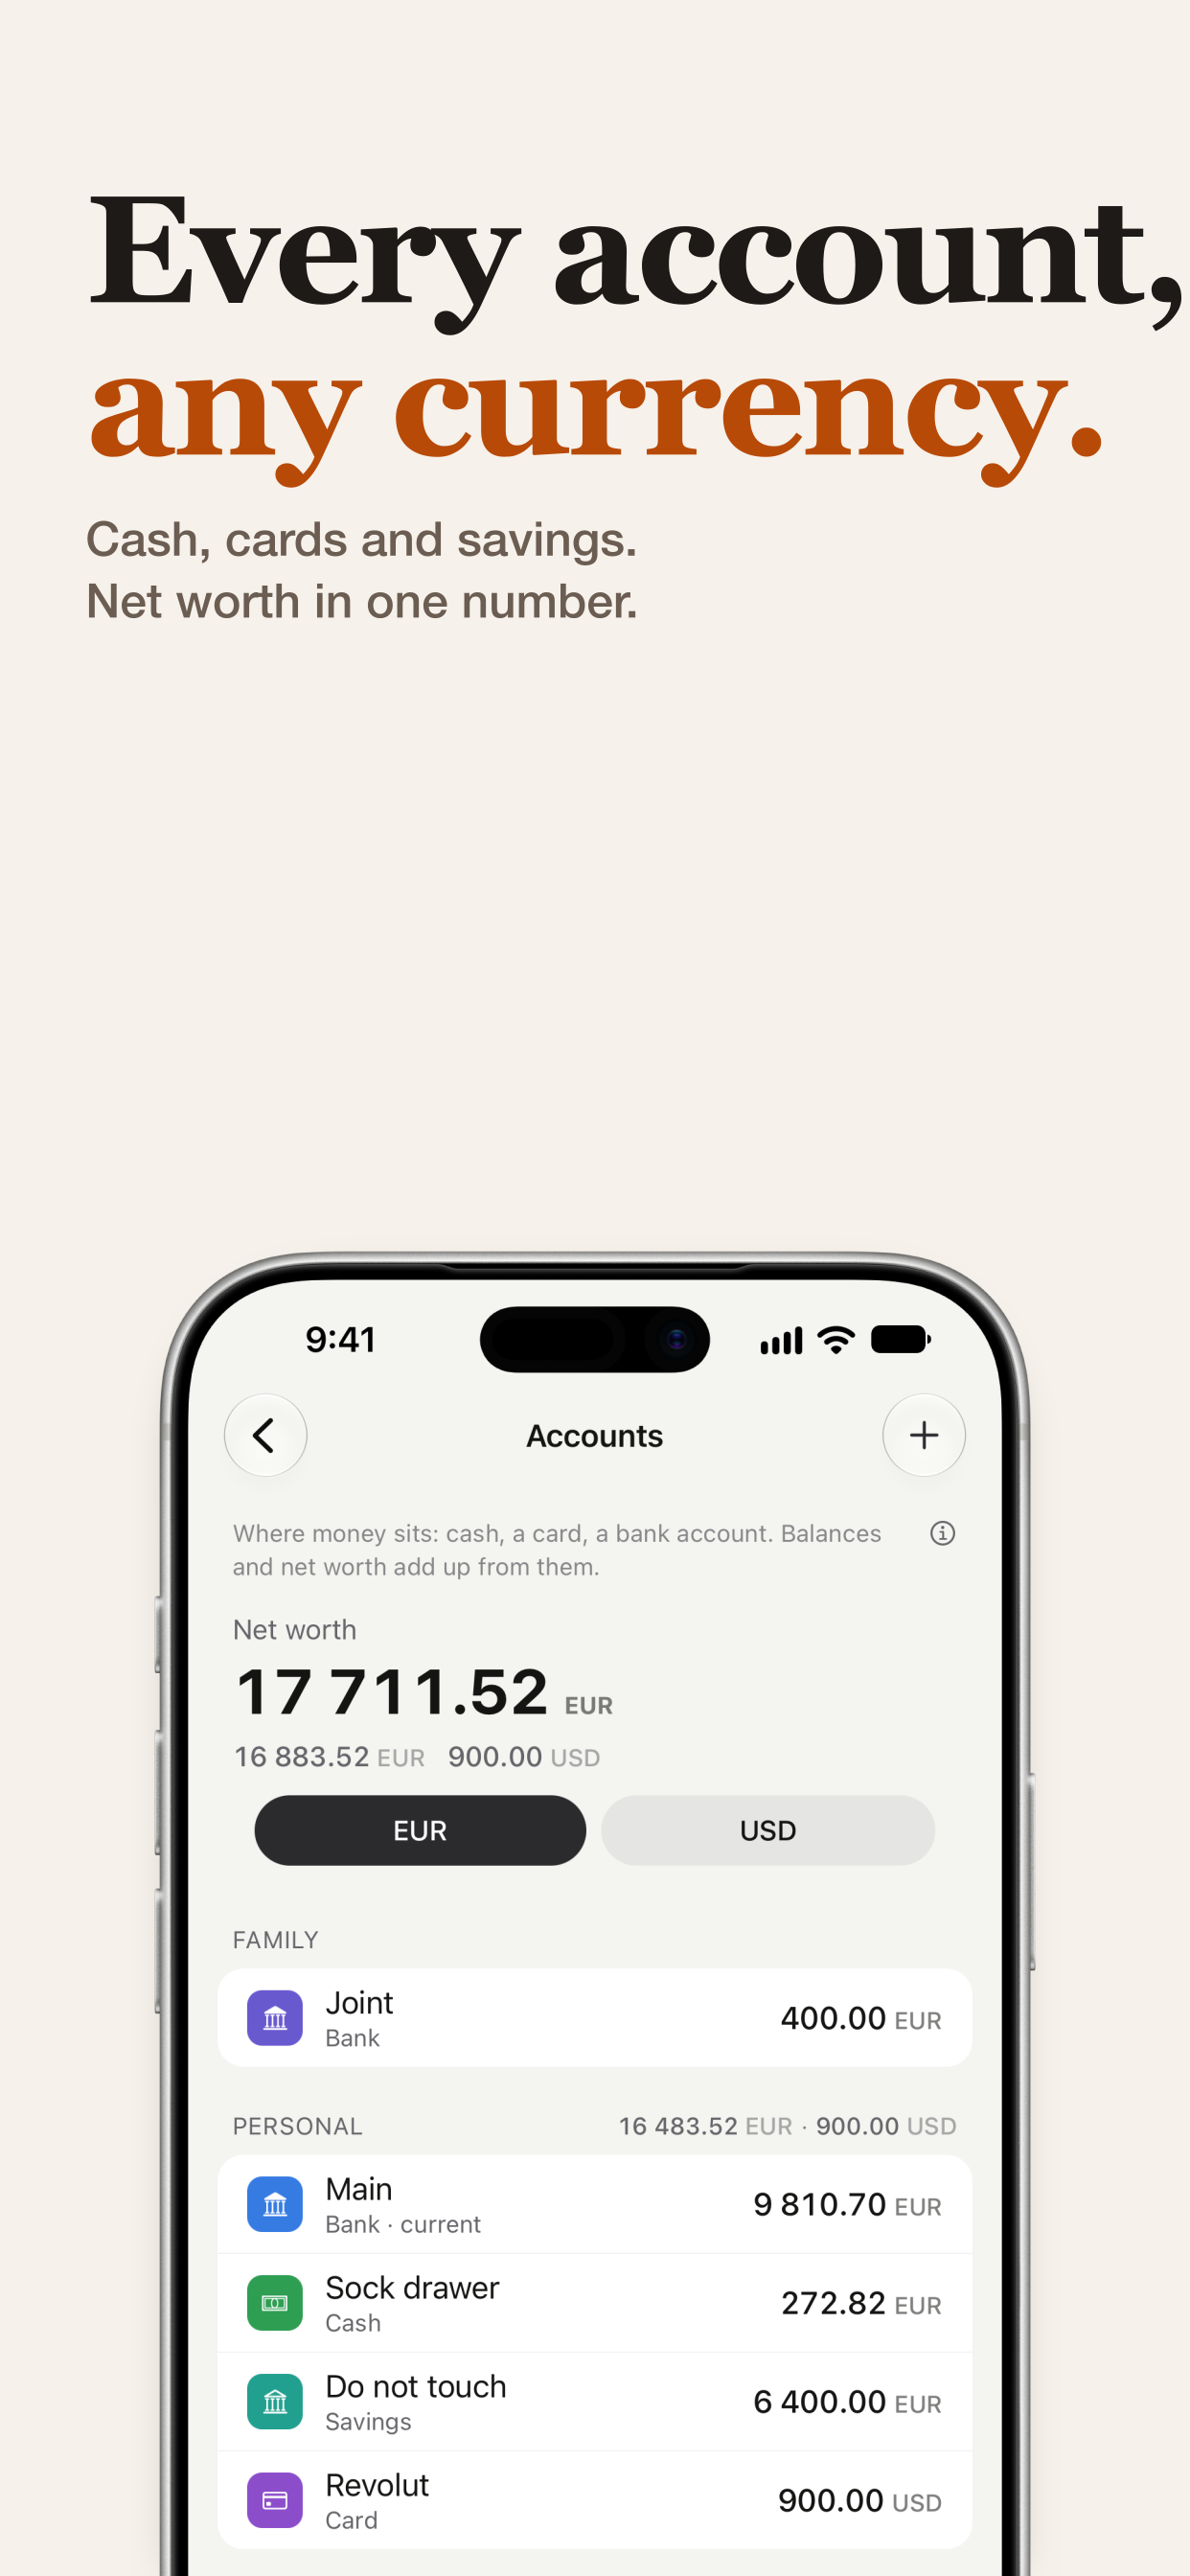 Every account,
any currency.
Cash, cards and savings.
Net worth in one number.
9:41
Accounts
Where money sits: cash, a card, a bank account. Balances
and net worth add up from them.
Net worth
17 711.52 EUR
16 883.52 EUR 900.00 USD
EUR USD
FAMILY
Joint
400.00 EUR
Bank
PERSONAL 16 483.52 EUR · 900.00 USD
Main
9 810.70 EUR
Bank · current
Sock drawer
272.82 EUR
Cash
Do not touch
6 400.00 EUR
Savings
Revolut
900.00 USD
Card